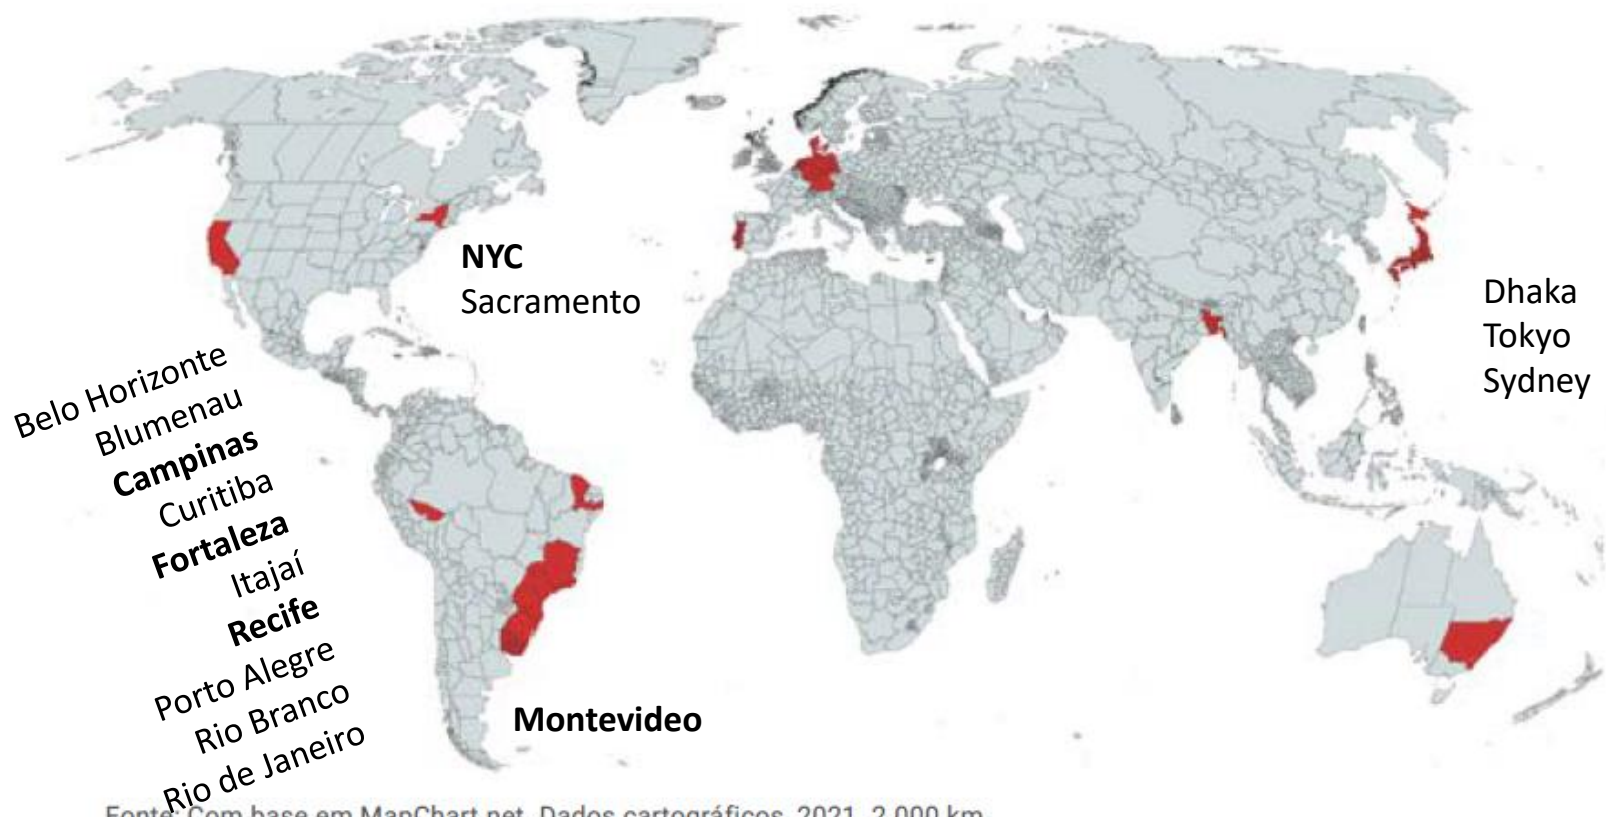 NYC
Sacramento
Dhaka
Tokyo
Sydney
Belo Horizonte
Blumenau
Campinas
Curitiba
Fortaleza
Itajaí
Recife
Porto Alegre
Rio Branco
Rio de Janeiro
Montevideo
Fonte: Com base em MapChart.net. Dados cartográficos, 2021, 2.000 km